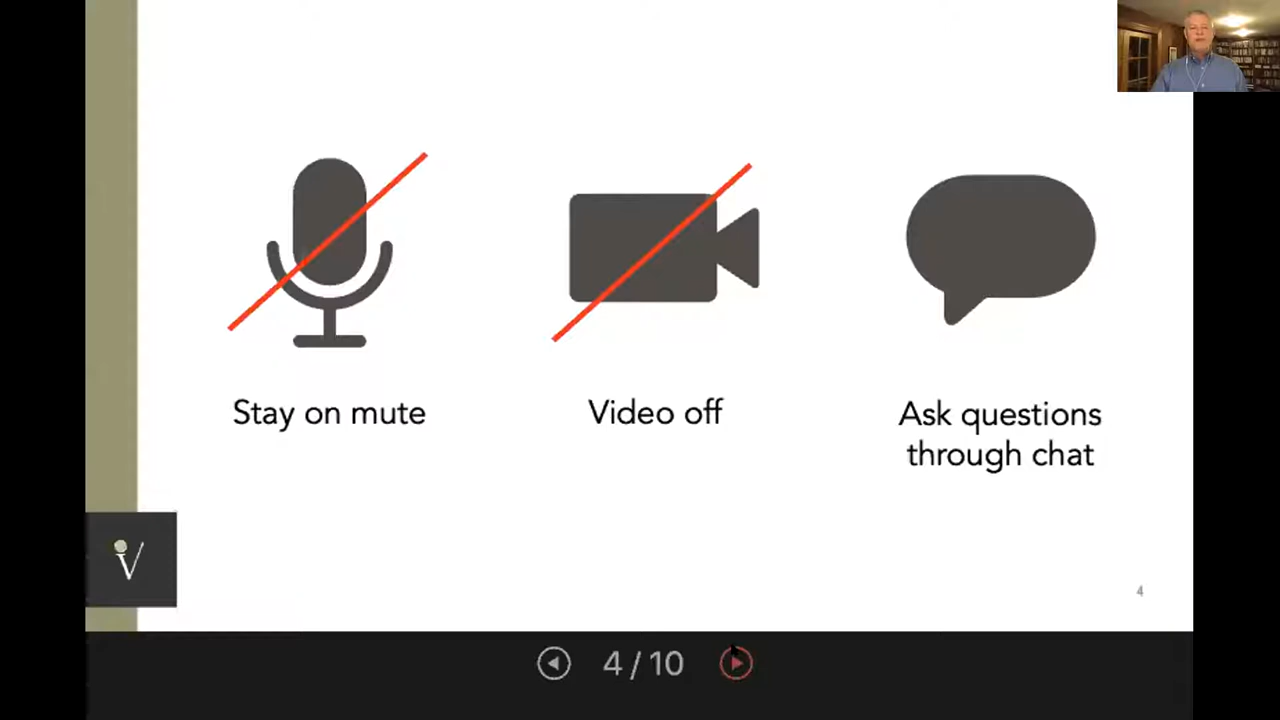 Stay on mute
Video off
Ask questions
through chat
V
4
4 / 10